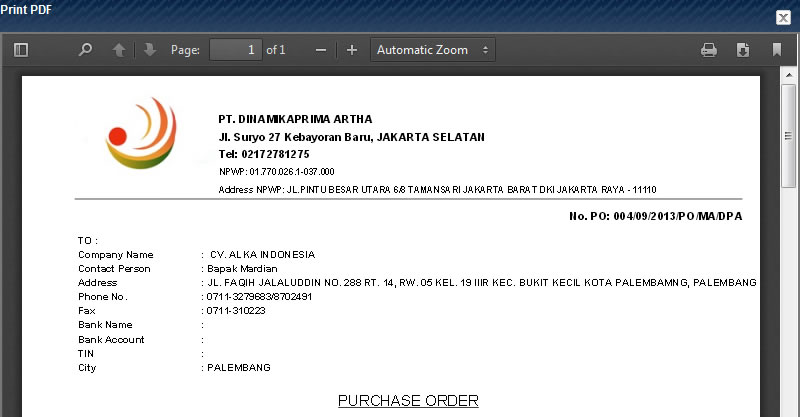 Print PDF
Page: 1 of 1 Automatic Zoom
PT. DINAMIKAPRIMA ARTHA
Jl. Suryo 27 Kebayoran Baru, JAKARTA SELATAN
Tel: 02172781275
NPWP: 01.770.026.1-037.000
Address NPWP: JL.PINTU BESAR UTARA 6/8 TAMANSARI JAKARTA BARAT DKI JAKARTA RAYA - 11110
No. PO: 004/09/2013/PO/MA/DPA
TO :
Company Name : CV. ALKA INDONESIA
Contact Person : Bapak Mardian
Address : JL. FAQIH JALALUDDIN NO. 288 RT. 14, RW. 05 KEL. 19 IIIR KEC. BUKIT KECIL KOTA PALEMBAMNG, PALEMBANG
Phone No. : 0711-3279683/8702491
Fax : 0711-310223
Bank Name :
Bank Account :
TIN :
City : PALEMBANG
PURCHASE ORDER